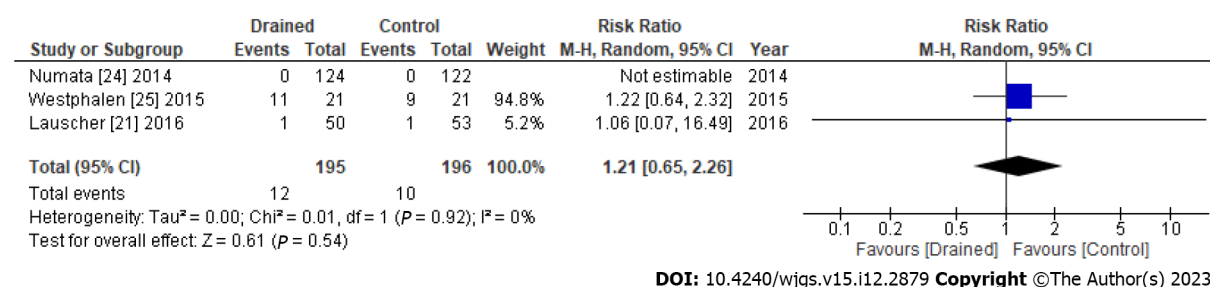 Drained Control Risk Ratio Risk Ratio
Study or Subgroup Events Total Events Total Weight M-H, Random, 95% CI Year M-H, Random, 95% CI
Numata [24] 2014 0 124 0 122 Not estimable 2014
Westphalen [25] 2015 11 21 9 21 94.8% 1.22 [0.64, 2.32] 2015
Lauscher [21] 2016 1 50 1 53 5.2% 1.06 [0.07, 16.49] 2016
Total (95% CI) 195 196 100.0% 1.21 [0.65, 2.26]
Total events 12 10
Heterogeneity: Tau² = 0.00; Chi² = 0.01, df = 1 (P = 0.92); I² = 0%
Test for overall effect: Z = 0.61 (P = 0.54)
0.1 0.2 0.5 1 2 5 10
Favours [Drained] Favours [Control]
DOI: 10.4240/wjgs.v15.i12.2879 Copyright ©The Author(s) 2023